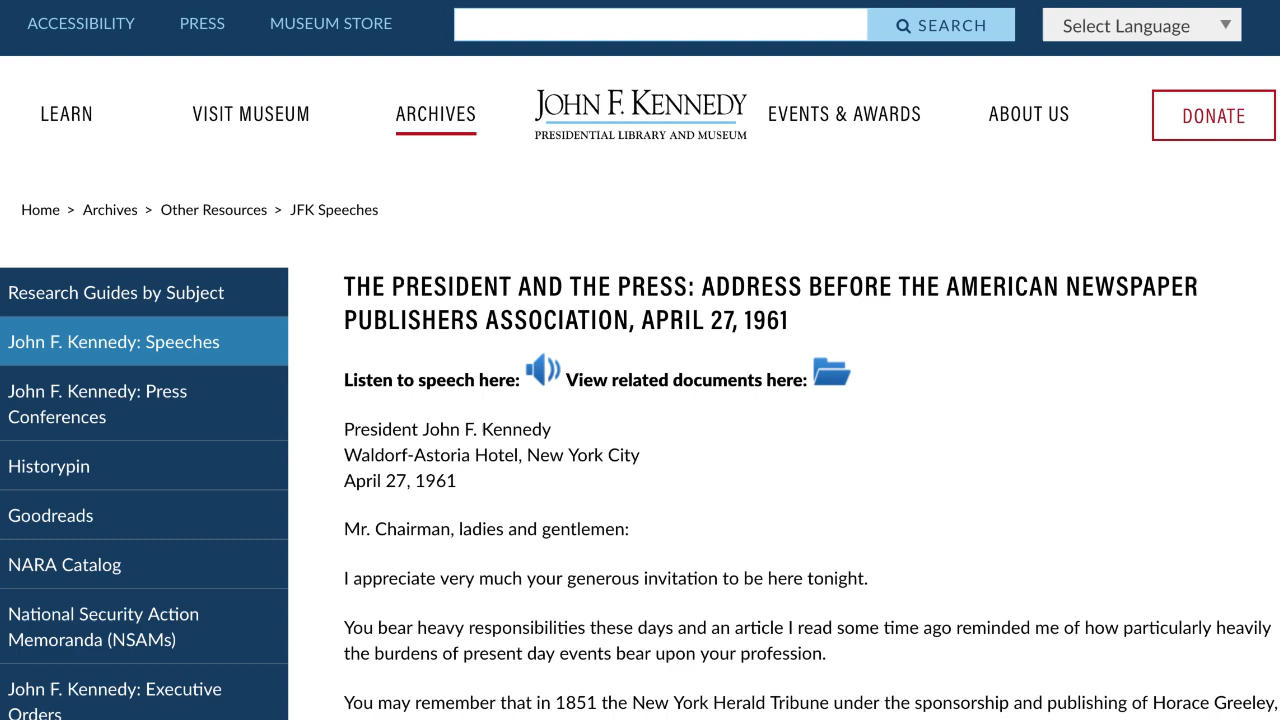 ACCESSIBILITY PRESS MUSEUM STORE SEARCH Select Language
LEARN VISIT MUSEUM ARCHIVES JOHN F. KENNEDY EVENTS & AWARDS ABOUT US DONATE
PRESIDENTIAL LIBRARY AND MUSEUM
Home > Archives > Other Resources > JFK Speeches
Research Guides by Subject
John F. Kennedy: Speeches
John F. Kennedy: Press
Conferences
Historypin
Goodreads
NARA Catalog
National Security Action
Memoranda (NSAMs)
John F. Kennedy: Executive
Orders
THE PRESIDENT AND THE PRESS: ADDRESS BEFORE THE AMERICAN NEWSPAPER
PUBLISHERS ASSOCIATION, APRIL 27, 1961
Listen to speech here: View related documents here:
President John F. Kennedy
Waldorf-Astoria Hotel, New York City
April 27, 1961
Mr. Chairman, ladies and gentlemen:
I appreciate very much your generous invitation to be here tonight.
You bear heavy responsibilities these days and an article I read some time ago reminded me of how particularly heavily
the burdens of present day events bear upon your profession.
You may remember that in 1851 the New York Herald Tribune under the sponsorship and publishing of Horace Greeley,